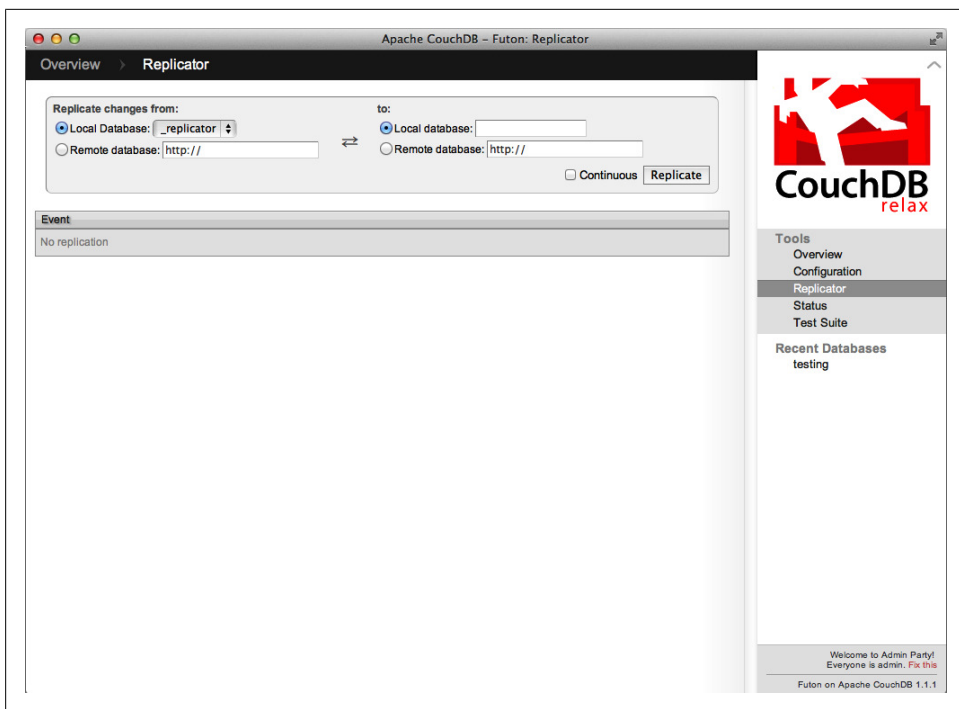 Apache CouchDB – Futon: Replicator
Overview Replicator
Replicate changes from:
Local Database: _replicator
Remote database: http://
to:
Local database:
Remote database: http://
Continuous Replicate
Event
No replication
CouchDB
relax
Tools
Overview
Configuration
Replicator
Status
Test Suite
Recent Databases
testing
Welcome to Admin Party!
Everyone is admin. Fix this
Futon on Apache CouchDB 1.1.1